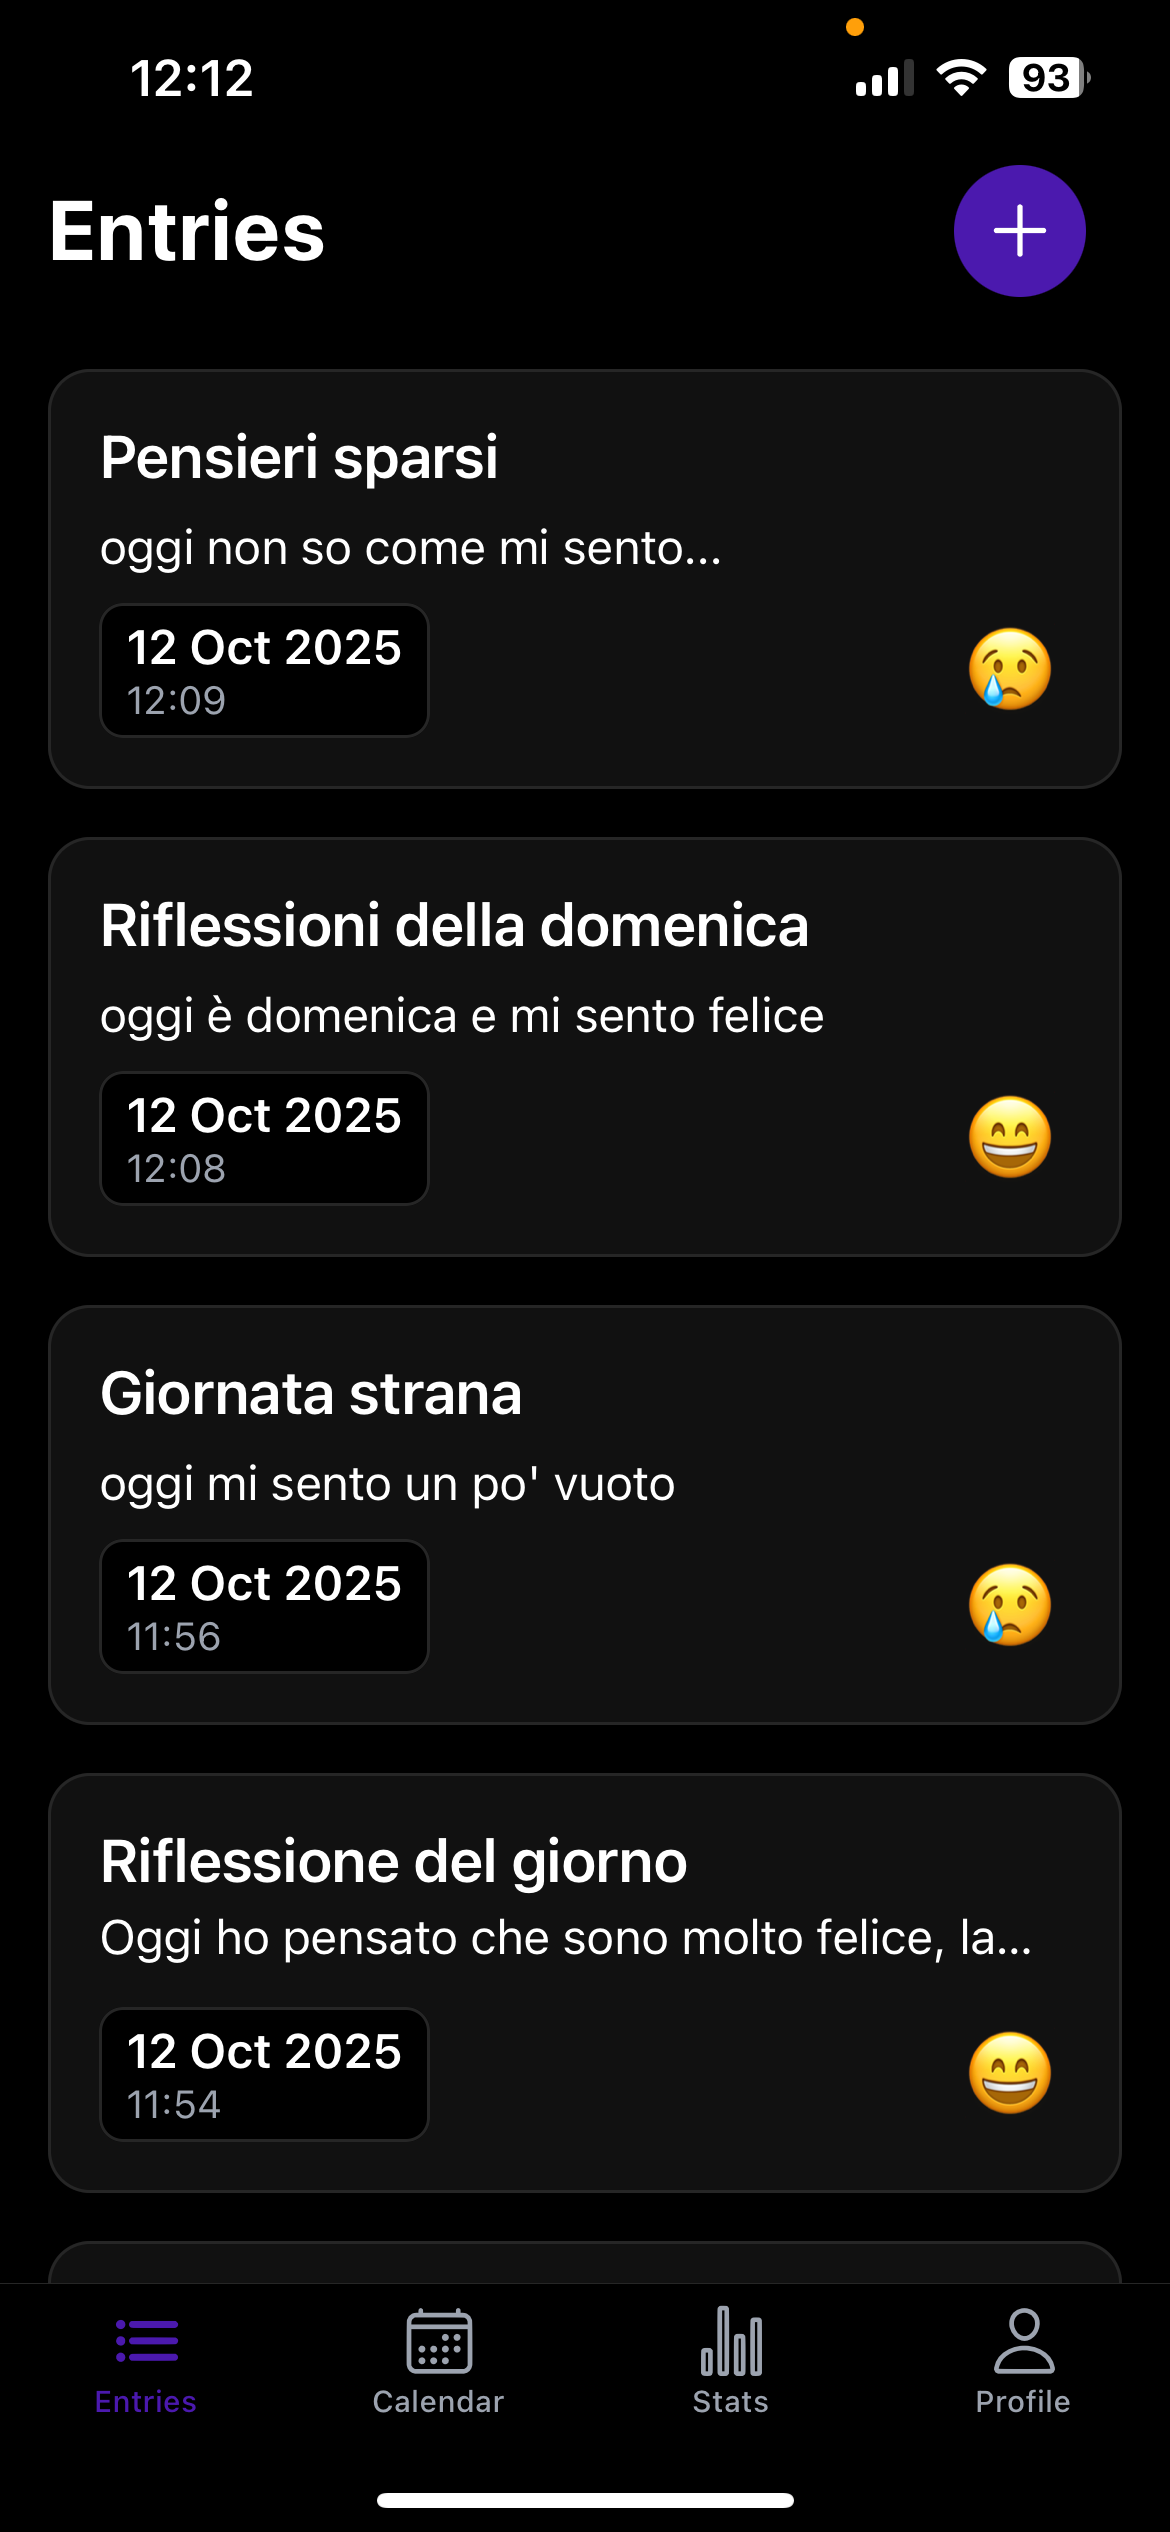 12:12
93
Entries
Pensieri sparsi
oggi non so come mi sento...
12 Oct 2025
12:09
Riflessioni della domenica
oggi è domenica e mi sento felice
12 Oct 2025
12:08
Giornata strana
oggi mi sento un po' vuoto
12 Oct 2025
11:56
Riflessione del giorno
Oggi ho pensato che sono molto felice, la...
12 Oct 2025
11:54
Entries
Calendar
Stats
Profile